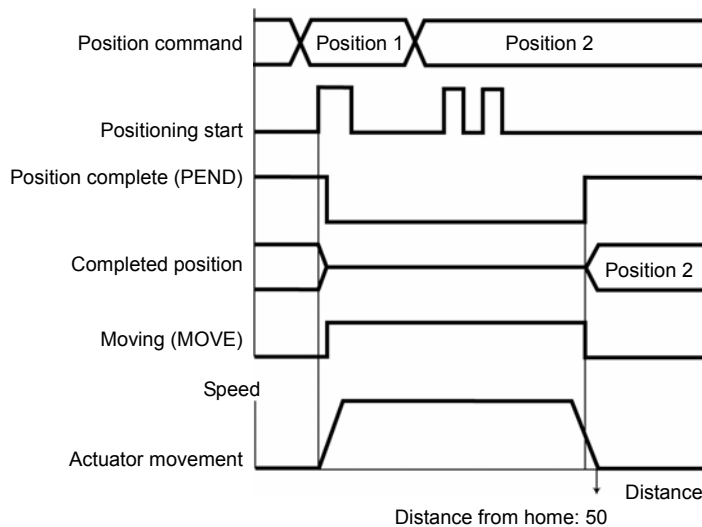 Position command
Position 1
Position 2
Positioning start
Position complete (PEND)
Completed position
Position 2
Moving (MOVE)
Speed
Actuator movement
Distance
Distance from home: 50